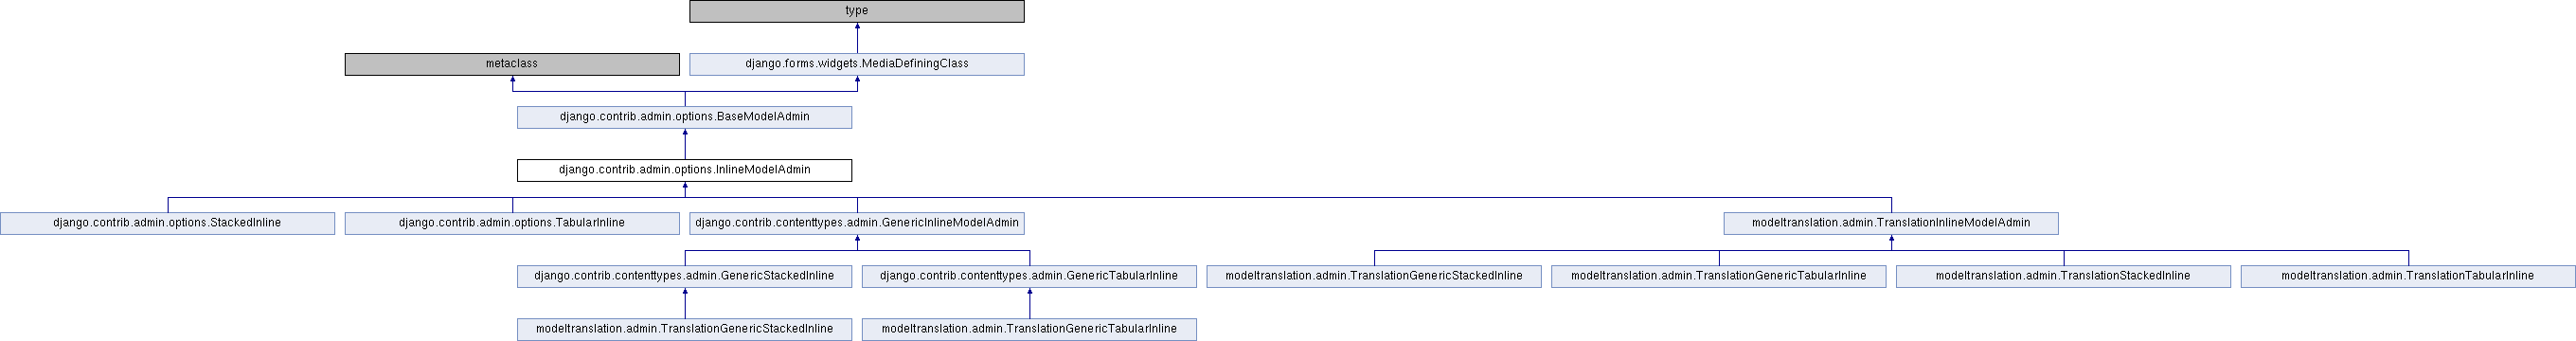 type
metaclass
django.forms.widgets.MediaDefiningClass
django.contrib.admin.options.BaseModelAdmin
django.contrib.admin.options.InlineModelAdmin
django.contrib.admin.options.StackedInline
django.contrib.admin.options.TabularInline
django.contrib.contenttypes.admin.GenericInlineModelAdmin
modeltranslation.admin.TranslationInlineModelAdmin
django.contrib.contenttypes.admin.GenericStackedInline
django.contrib.contenttypes.admin.GenericTabularInline
modeltranslation.admin.TranslationGenericStackedInline
modeltranslation.admin.TranslationGenericTabularInline
modeltranslation.admin.TranslationStackedInline
modeltranslation.admin.TranslationTabularInline
modeltranslation.admin.TranslationGenericStackedInline
modeltranslation.admin.TranslationGenericTabularInline